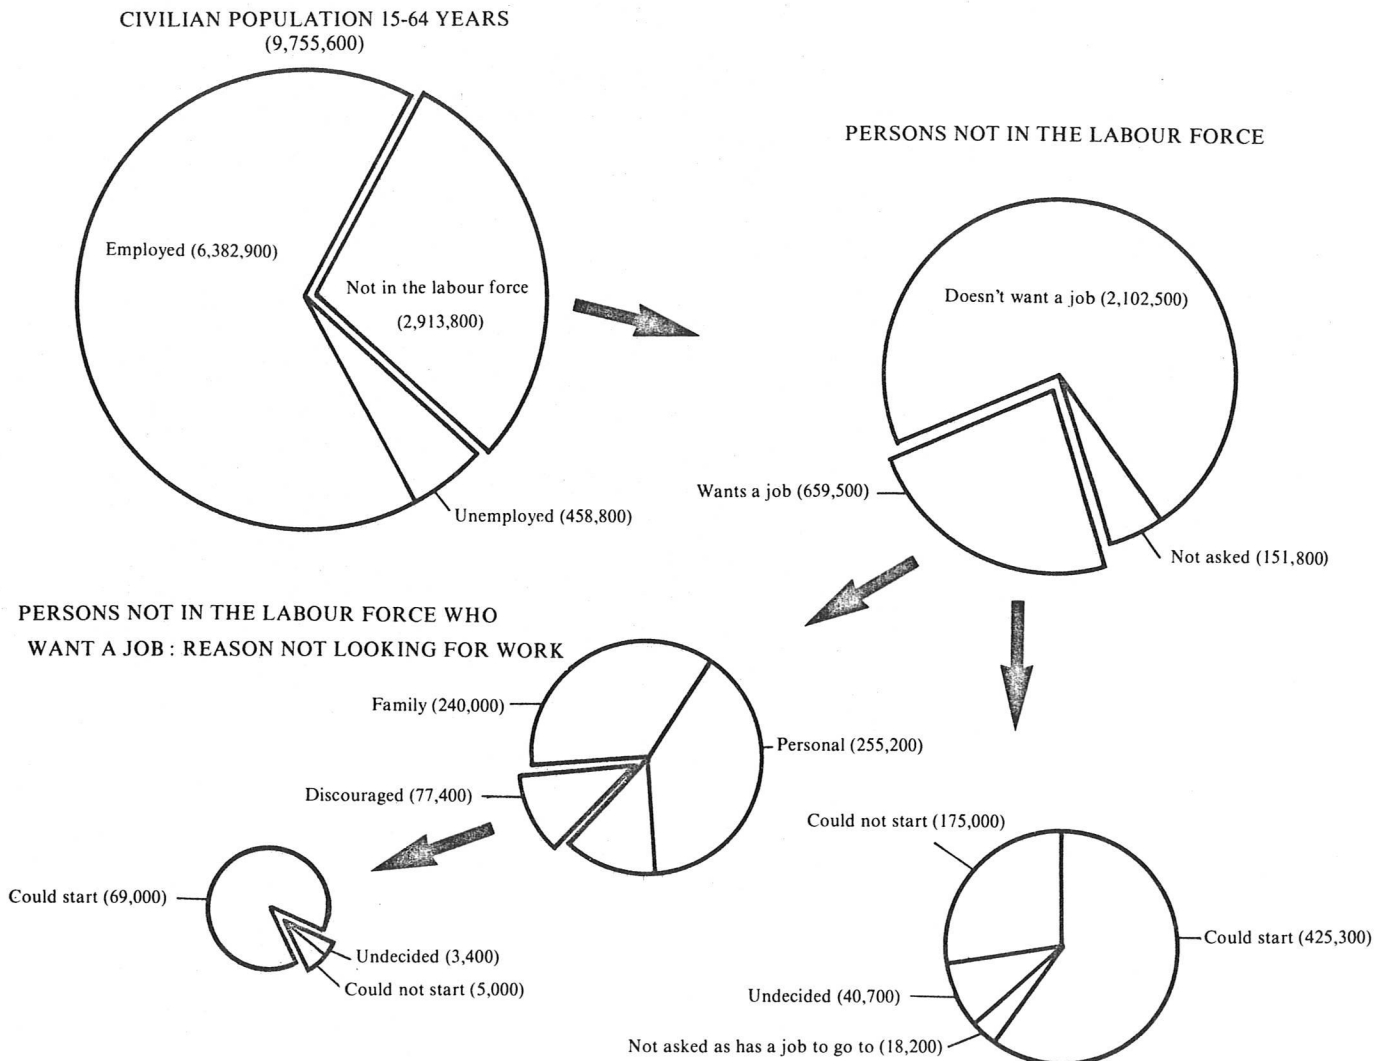 CIVILIAN POPULATION 15-64 YEARS
(9,755,600)
Employed (6,382,900)
Not in the labour force
(2,913,800)
Unemployed (458,800)
PERSONS NOT IN THE LABOUR FORCE
Doesn't want a job (2,102,500)
Wants a job (659,500)
Not asked (151,800)
PERSONS NOT IN THE LABOUR FORCE WHO
WANT A JOB : REASON NOT LOOKING FOR WORK
Family (240,000)
Personal (255,200)
Discouraged (77,400)
Could start (69,000)
Undecided (3,400)
Could not start (5,000)
Could not start (175,000)
Could start (425,300)
Undecided (40,700)
Not asked as has a job to go to (18,200)